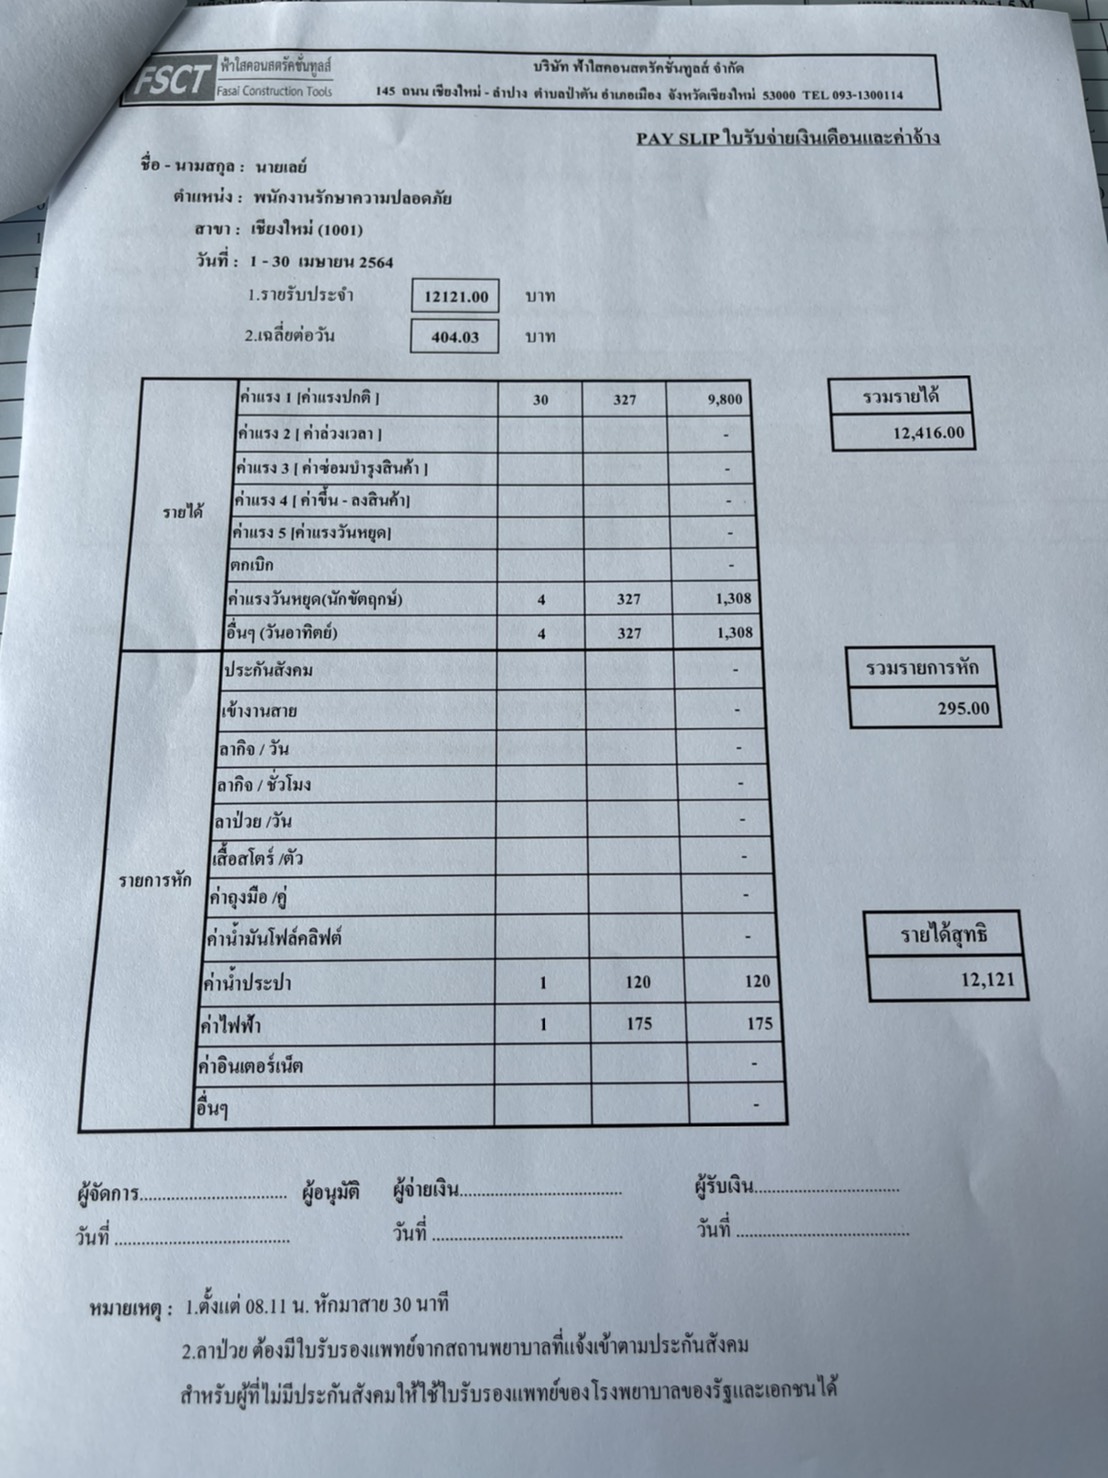 FSCT ฟ้าใสคอนสตรัคชั่นทูลส์
Fasai Construction Tools
บริษัท ฟ้าใสคอนสตรัคชั่นทูลส์ จำกัด
145 ถนน เชียงใหม่ - ลำปาง ตำบลป่าตัน อำเภอเมือง จังหวัดเชียงใหม่ 53000 TEL 093-1300114
PAY SLIP ใบรับจ่ายเงินเดือนและค่าจ้าง
ชื่อ - นามสกุล : นายเลย์
ตำแหน่ง : พนักงานรักษาความปลอดภัย
สาขา : เชียงใหม่ (1001)
วันที่ : 1 - 30 เมษายน 2564
1.รายรับประจำ 12121.00 บาท
2.เฉลี่ยต่อวัน 404.03 บาท
รายได้
ค่าแรง 1 [ค่าแรงปกติ ] 30 327 9,800
ค่าแรง 2 [ ค่าล่วงเวลา ] -
ค่าแรง 3 [ ค่าซ่อมบำรุงสินค้า ] -
ค่าแรง 4 [ ค่าขึ้น - ลงสินค้า] -
ค่าแรง 5 [ค่าแรงวันหยุด] -
ตกเบิก -
ค่าแรงวันหยุด(นักขัตฤกษ์) 4 327 1,308
อื่นๆ (วันอาทิตย์) 4 327 1,308
รวมรายได้
12,416.00
รายการหัก
ประกันสังคม -
เข้างานสาย -
ลากิจ / วัน -
ลากิจ / ชั่วโมง -
ลาป่วย /วัน -
เสื้อสโตร์ /ตัว -
ค่าถุงมือ /คู่ -
ค่าน้ำมันโฟล์คลิฟต์ -
ค่าน้ำประปา 1 120 120
ค่าไฟฟ้า 1 175 175
ค่าอินเตอร์เน็ต -
อื่นๆ -
รวมรายการหัก
295.00
รายได้สุทธิ
12,121
ผู้จัดการ................................ ผู้อนุมัติ ผู้จ่ายเงิน................................... ผู้รับเงิน................................
วันที่ ...................................... วันที่ ......................................... วันที่ .....................................
หมายเหตุ : 1.ตั้งแต่ 08.11 น. หักมาสาย 30 นาที
2.ลาป่วย ต้องมีใบรับรองแพทย์จากสถานพยาบาลที่แจ้งเข้าตามประกันสังคม
สำหรับผู้ที่ไม่มีประกันสังคมให้ใช้ใบรับรองแพทย์ของโรงพยาบาลของรัฐและเอกชนได้